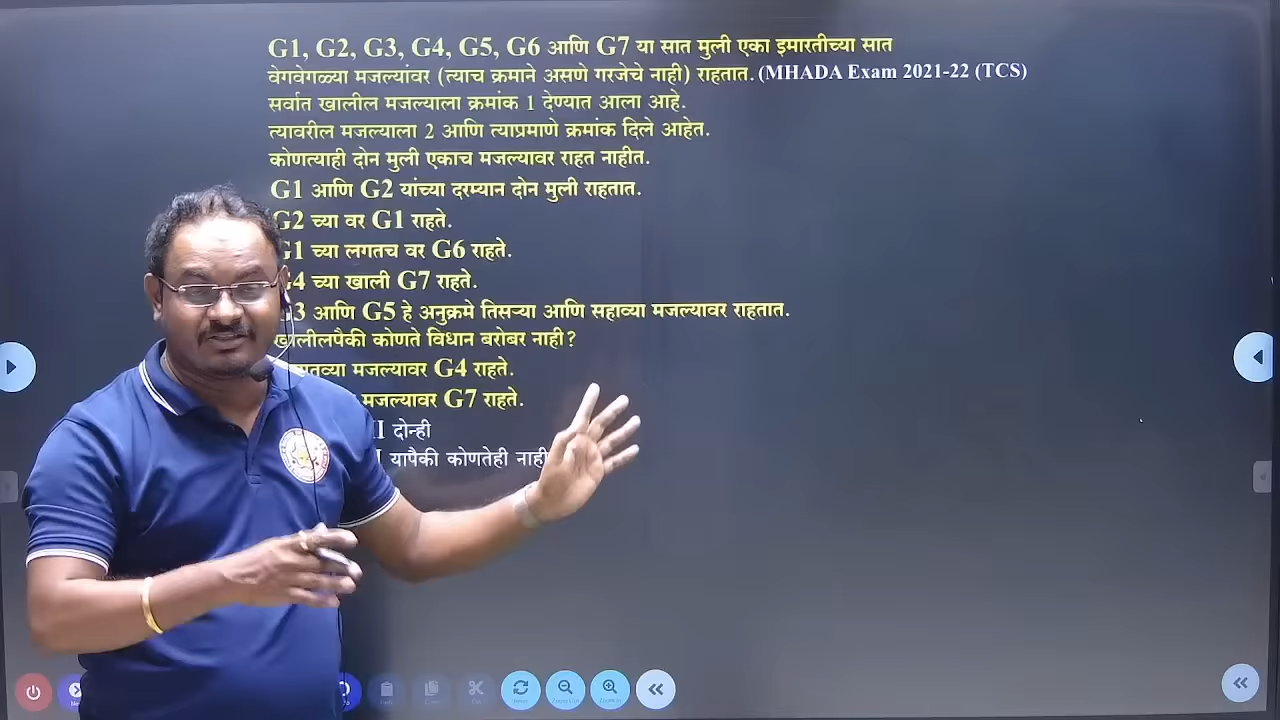 G1, G2, G3, G4, G5, G6 आणि G7 या सात मुली एका इमारतीच्या सात
वेगवेगळ्या मजल्यांवर (त्याच क्रमाने असणे गरजेचे नाही) राहतात. (MHADA Exam 2021-22 (TCS)
सर्वात खालील मजल्याला क्रमांक 1 देण्यात आला आहे.
त्यावरील मजल्याला 2 आणि त्याप्रमाणे क्रमांक दिले आहेत.
कोणत्याही दोन मुली एकाच मजल्यावर राहत नाहीत.
G1 आणि G2 यांच्या दरम्यान दोन मुली राहतात.
G2 च्या वर G1 राहते.
G1 च्या लगतच वर G6 राहते.
G4 च्या खाली G7 राहते.
G3 आणि G5 हे अनुक्रमे तिसऱ्या आणि सहाव्या मजल्यावर राहतात.
खालीलपैकी कोणते विधान बरोबर नाही?
मजल्यावर G4 राहते.
मजल्यावर G7 राहते.
दोन्ही
यापैकी कोणतेही नाही